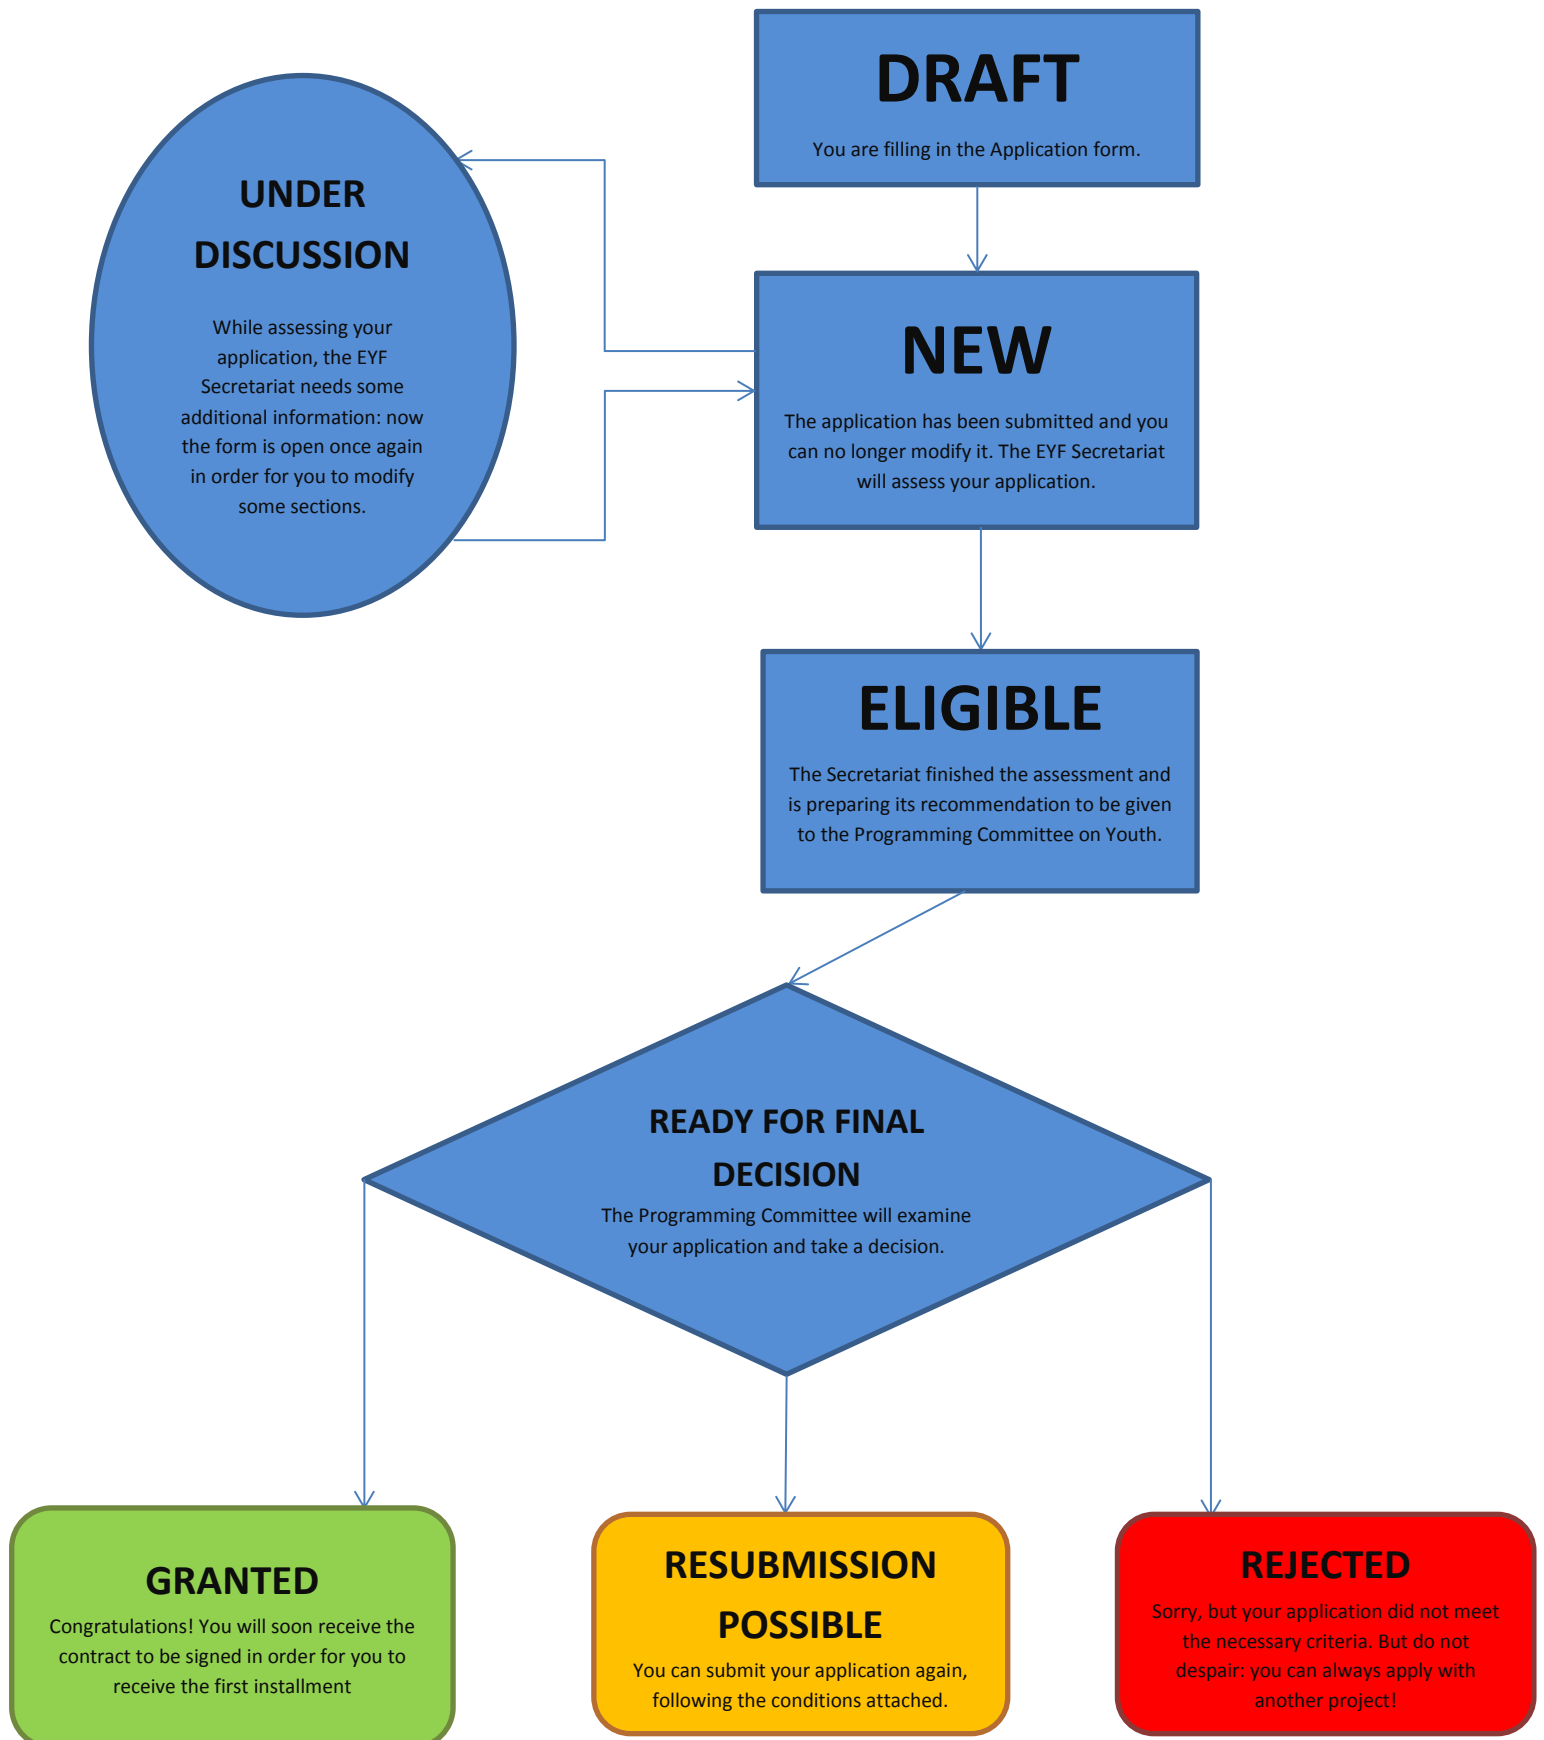 DRAFT
You are filling in the Application form.
UNDER
DISCUSSION
While assessing your
application, the EYF
Secretariat needs some
additional information: now
the form is open once again
in order for you to modify
some sections.
NEW
The application has been submitted and you
can no longer modify it. The EYF Secretariat
will assess your application.
ELIGIBLE
The Secretariat finished the assessment and
is preparing its recommendation to be given
to the Programming Committee on Youth.
READY FOR FINAL
DECISION
The Programming Committee will examine
your application and take a decision.
GRANTED
Congratulations! You will soon receive the
contract to be signed in order for you to
receive the first installment
RESUBMISSION
POSSIBLE
You can submit your application again,
following the conditions attached.
REJECTED
Sorry, but your application did not meet
the necessary criteria. But do not
despair: you can always apply with
another project!